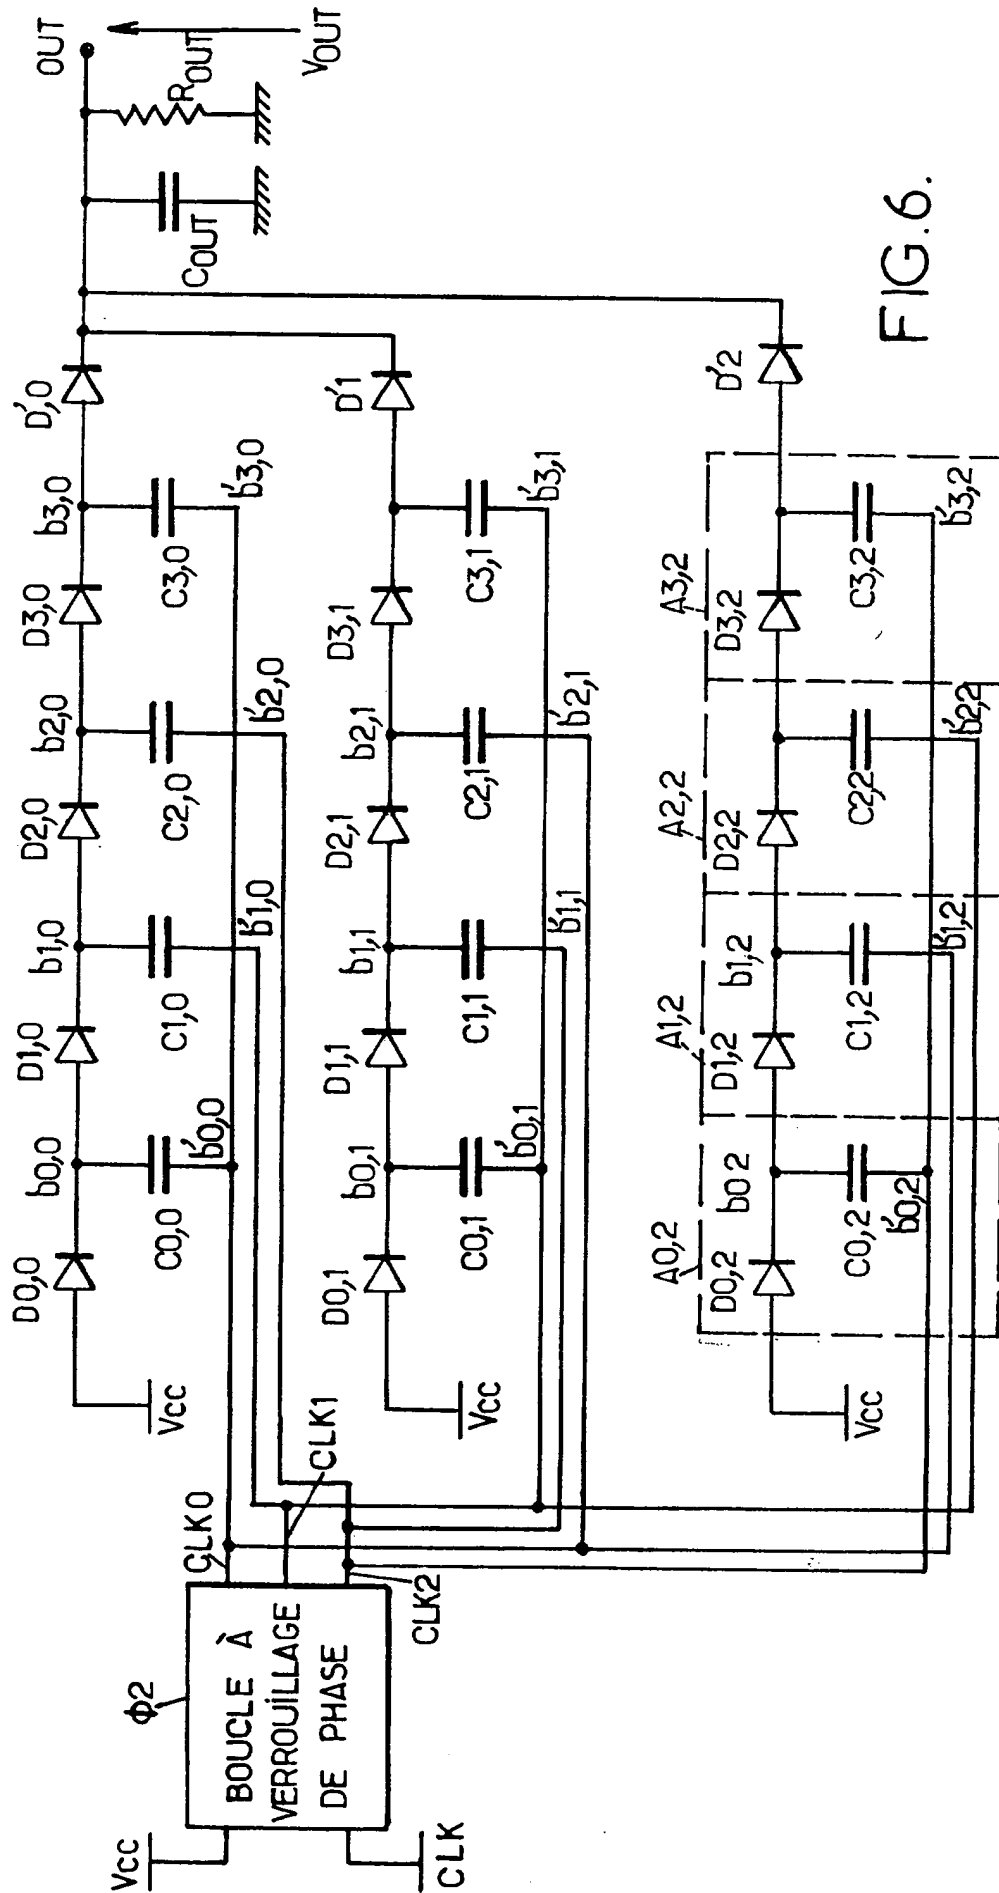 OUT
D0,0
b0,0
D1,0
b1,0
D2,0
b2,0
D3,0
b3,0
D',0
ROUT
VOUT
COUT
C0,0
b'0,0
C1,0
b'1,0
C2,0
b'2,0
C3,0
b'3,0
Vcc
Vcc
Φ2
CLK0
BOUCLE À
VERROUILLAGE
DE PHASE
CLK1
CLK2
CLK
D0,1
b0,1
D1,1
b1,1
D2,1
b2,1
D3,1
D'1
C0,1
b'0,1
C1,1
b'1,1
C2,1
b'2,1
C3,1
b'3,1
Vcc
A0,2
A1,2
A2,2
A3,2
D0,2
b02
D1,2
b1,2
D2,2
D3,2
D'2
C0,2
b'0,2
C1,2
b'1,2
C2,2
b'2,2
C3,2
b'3,2
Vcc
FIG.6.